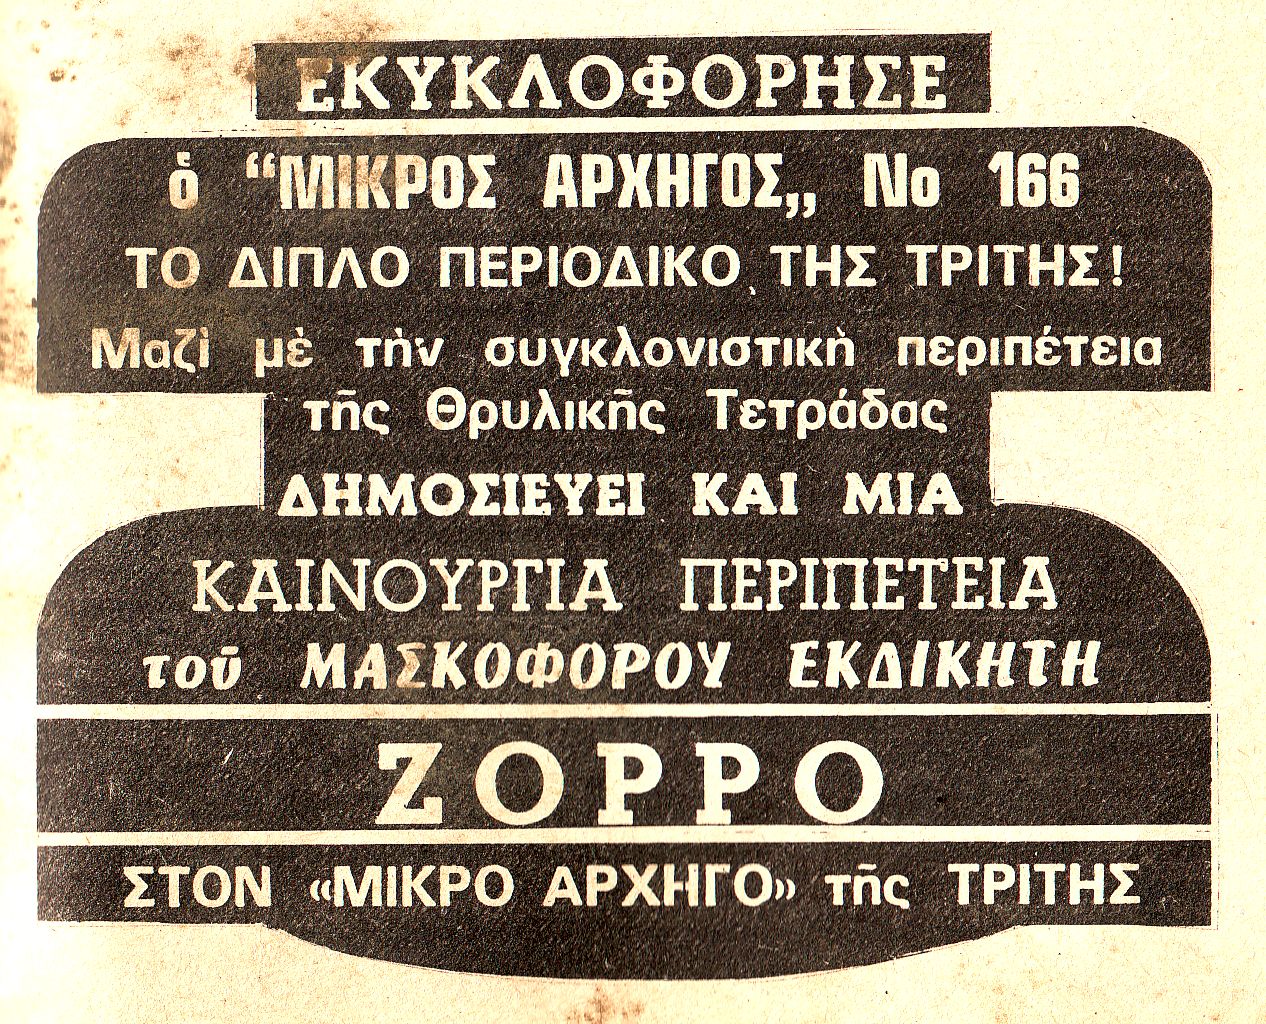 ΕΚΥΚΛΟΦΟΡΗΣΕ
ὁ “ΜΙΚΡΟΣ ΑΡΧΗΓΟΣ„ Νο 166
ΤΟ ΔΙΠΛΟ ΠΕΡΙΟΔΙΚΟ ΤΗΣ ΤΡΙΤΗΣ!
Μαζὶ μὲ τὴν συγκλονιστικὴ περιπέτεια
τῆς Θρυλικῆς Τετράδας
ΔΗΜΟΣΙΕΥΕΙ ΚΑΙ ΜΙΑ
ΚΑΙΝΟΥΡΓΙΑ ΠΕΡΙΠΕΤΕΙΑ
τοῦ ΜΑΣΚΟΦΟΡΟΥ ΕΚΔΙΚΗΤΗ
ΖΟΡΡΟ
ΣΤΟΝ «ΜΙΚΡΟ ΑΡΧΗΓΟ» τῆς ΤΡΙΤΗΣ